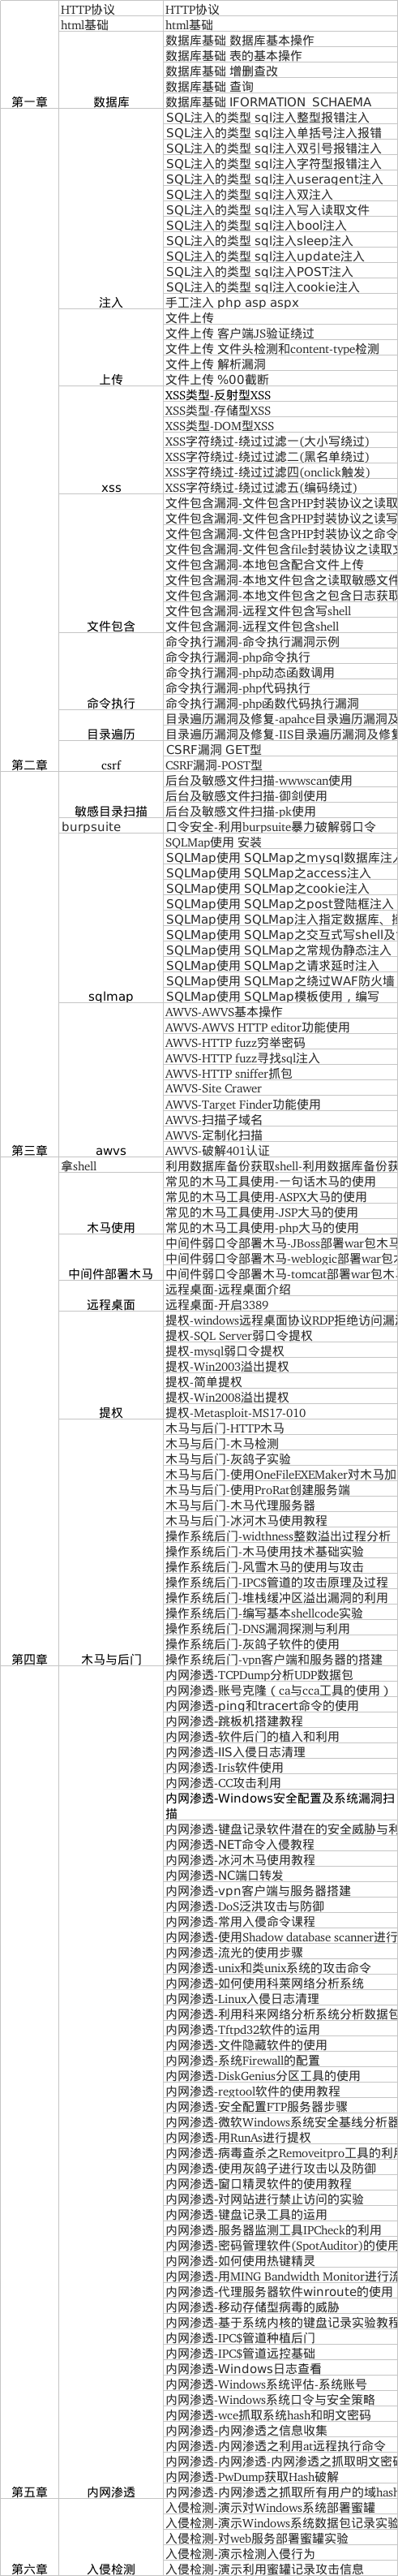 HTTP协议 HTTP协议
html基础 html基础
数据库基础 数据库基本操作
数据库基础 表的基本操作
数据库基础 增删查改
数据库基础 查询
第一章 数据库 数据库基础 IFORMATION_SCHAEMA
SQL注入的类型 sql注入整型报错注入
SQL注入的类型 sql注入单括号注入报错
SQL注入的类型 sql注入双引号报错注入
SQL注入的类型 sql注入字符型报错注入
SQL注入的类型 sql注入useragent注入
SQL注入的类型 sql注入双注入
SQL注入的类型 sql注入写入读取文件
SQL注入的类型 sql注入bool注入
SQL注入的类型 sql注入sleep注入
SQL注入的类型 sql注入update注入
SQL注入的类型 sql注入POST注入
SQL注入的类型 sql注入cookie注入
注入 手工注入 php asp aspx
文件上传
文件上传 客户端JS验证绕过
文件上传 文件头检测和content-type检测
文件上传 解析漏洞
上传 文件上传 %00截断
XSS类型-反射型XSS
XSS类型-存储型XSS
XSS类型-DOM型XSS
XSS字符绕过-绕过过滤一(大小写绕过)
XSS字符绕过-绕过过滤二(黑名单绕过)
XSS字符绕过-绕过过滤四(onclick触发)
xss XSS字符绕过-绕过过滤五(编码绕过)
文件包含漏洞-文件包含PHP封装协议之读取
文件包含漏洞-文件包含PHP封装协议之读写
文件包含漏洞-文件包含PHP封装协议之命令
文件包含漏洞-文件包含file封装协议之读取文
文件包含漏洞-本地包含配合文件上传
文件包含漏洞-本地文件包含之读取敏感文件
文件包含漏洞-本地文件包含之包含日志获取
文件包含漏洞-远程文件包含写shell
文件包含 文件包含漏洞-远程文件包含shell
命令执行漏洞-命令执行漏洞示例
命令执行漏洞-php命令执行
命令执行漏洞-php动态函数调用
命令执行漏洞-php代码执行
命令执行 命令执行漏洞-php函数代码执行漏洞
目录遍历漏洞及修复-apahce目录遍历漏洞及
目录遍历 目录遍历漏洞及修复-IIS目录遍历漏洞及修复
CSRF漏洞 GET型
第二章 csrf CSRF漏洞-POST型
后台及敏感文件扫描-wwwscan使用
后台及敏感文件扫描-御剑使用
敏感目录扫描 后台及敏感文件扫描-pk使用
burpsuite 口令安全-利用burpsuite暴力破解弱口令
SQLMap使用 安装
SQLMap使用 SQLMap之mysql数据库注入
SQLMap使用 SQLMap之access注入
SQLMap使用 SQLMap之cookie注入
SQLMap使用 SQLMap之post登陆框注入
SQLMap使用 SQLMap注入指定数据库、
SQLMap使用 SQLMap之交互式写shell及
SQLMap使用 SQLMap之常规伪静态注入
SQLMap使用 SQLMap之请求延时注入
SQLMap使用 SQLMap之绕过WAF防火墙
sqlmap SQLMap使用 SQLMap模板使用，编写
AWVS-AWVS基本操作
AWVS-AWVS HTTP editor功能使用
AWVS-HTTP fuzz穷举密码
AWVS-HTTP fuzz寻找sql注入
AWVS-HTTP sniffer抓包
AWVS-Site Crawer
AWVS-Target Finder功能使用
AWVS-扫描子域名
AWVS-定制化扫描
第三章 awvs AWVS-破解401认证
拿shell 利用数据库备份获取shell-利用数据库备份获
常见的木马工具使用-一句话木马的使用
常见的木马工具使用-ASPX大马的使用
常见的木马工具使用-JSP大马的使用
木马使用 常见的木马工具使用-php大马的使用
中间件弱口令部署木马-JBoss部署war包木马
中间件弱口令部署木马-weblogic部署war包木
中间件部署木马 中间件弱口令部署木马-tomcat部署war包木
远程桌面-远程桌面介绍
远程桌面 远程桌面-开启3389
提权-windows远程桌面协议RDP拒绝访问漏
提权-SQL Server弱口令提权
提权-mysql弱口令提权
提权-Win2003溢出提权
提权-简单提权
提权-Win2008溢出提权
提权 提权-Metasploit-MS17-010
木马与后门-HTTP木马
木马与后门-木马检测
木马与后门-灰鸽子实验
木马与后门-使用OneFileEXEMaker对木马加
木马与后门-使用ProRat创建服务端
木马与后门-木马代理服务器
木马与后门-冰河木马使用教程
操作系统后门-widthness整数溢出过程分析
操作系统后门-木马使用技术基础实验
操作系统后门-风雪木马的使用与攻击
操作系统后门-IPC$管道的攻击原理及过程
操作系统后门-堆栈缓冲区溢出漏洞的利用
操作系统后门-编写基本shellcode实验
操作系统后门-DNS漏洞探测与利用
操作系统后门-灰鸽子软件的使用
第四章 木马与后门 操作系统后门-vpn客户端和服务器的搭建
内网渗透-TCPDump分析UDP数据包
内网渗透-账号克隆（ca与cca工具的使用）
内网渗透-ping和tracert命令的使用
内网渗透-跳板机搭建教程
内网渗透-软件后门的植入和利用
内网渗透-IIS入侵日志清理
内网渗透-Iris软件使用
内网渗透-CC攻击利用
内网渗透-Windows安全配置及系统漏洞扫
描
内网渗透-键盘记录软件潜在的安全威胁与利
内网渗透-NET命令入侵教程
内网渗透-冰河木马使用教程
内网渗透-NC端口转发
内网渗透-vpn客户端与服务器搭建
内网渗透-DoS泛洪攻击与防御
内网渗透-常用入侵命令课程
内网渗透-使用Shadow database scanner进行
内网渗透-流光的使用步骤
内网渗透-unix和类unix系统的攻击命令
内网渗透-如何使用科莱网络分析系统
内网渗透-Linux入侵日志清理
内网渗透-利用科来网络分析系统分析数据包
内网渗透-Tftpd32软件的运用
内网渗透-文件隐藏软件的使用
内网渗透-系统Firewall的配置
内网渗透-DiskGenius分区工具的使用
内网渗透-regtool软件的使用教程
内网渗透-安全配置FTP服务器步骤
内网渗透-微软Windows系统安全基线分析器
内网渗透-用RunAs进行提权
内网渗透-病毒查杀之Removeitpro工具的利用
内网渗透-使用灰鸽子进行攻击以及防御
内网渗透-窗口精灵软件的使用教程
内网渗透-对网站进行禁止访问的实验
内网渗透-键盘记录工具的运用
内网渗透-服务器监测工具IPCheck的利用
内网渗透-密码管理软件(SpotAuditor)的使用
内网渗透-如何使用热键精灵
内网渗透-用MING Bandwidth Monitor进行流
内网渗透-代理服务器软件winroute的使用
内网渗透-移动存储型病毒的威胁
内网渗透-基于系统内核的键盘记录实验教程
内网渗透-IPC$管道种植后门
内网渗透-IPC$管道远控基础
内网渗透-Windows日志查看
内网渗透-Windows系统评估-系统账号
内网渗透-Windows系统口令与安全策略
内网渗透-wce抓取系统hash和明文密码
内网渗透-内网渗透之信息收集
内网渗透-内网渗透之利用at远程执行命令
内网渗透-内网渗透-内网渗透之抓取明文密码
内网渗透-PwDump获取Hash破解
第五章 内网渗透 内网渗透-内网渗透之抓取所有用户的域hash
入侵检测-演示对Windows系统部署蜜罐
入侵检测-演示Windows系统数据包记录实验
入侵检测-对web服务部署蜜罐实验
入侵检测-演示检测入侵行为
第六章 入侵检测 入侵检测-演示利用蜜罐记录攻击信息